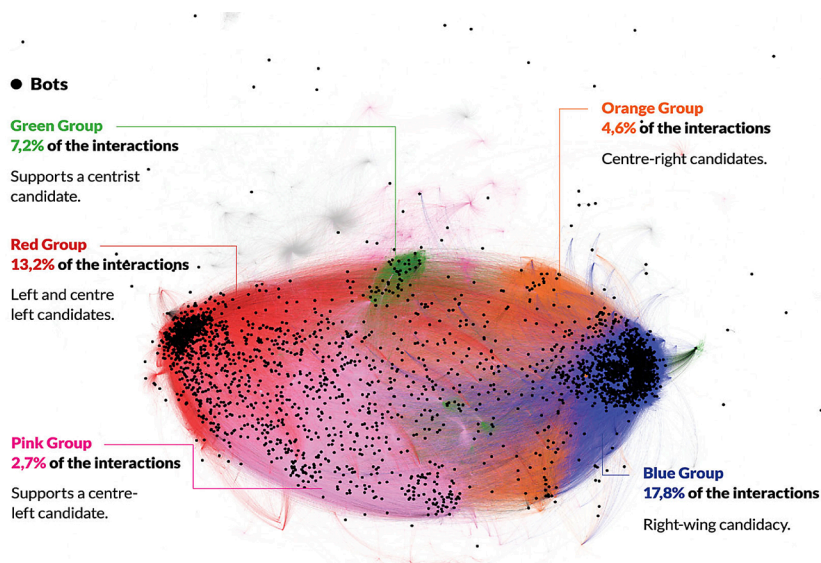 Bots
Green Group
7,2% of the interactions
Supports a centrist
candidate.
Orange Group
4,6% of the interactions
Centre-right candidates.
Red Group
13,2% of the interactions
Left and centre
left candidates.
Pink Group
2,7% of the interactions
Supports a centre-
left candidate.
Blue Group
17,8% of the interactions
Right-wing candidacy.